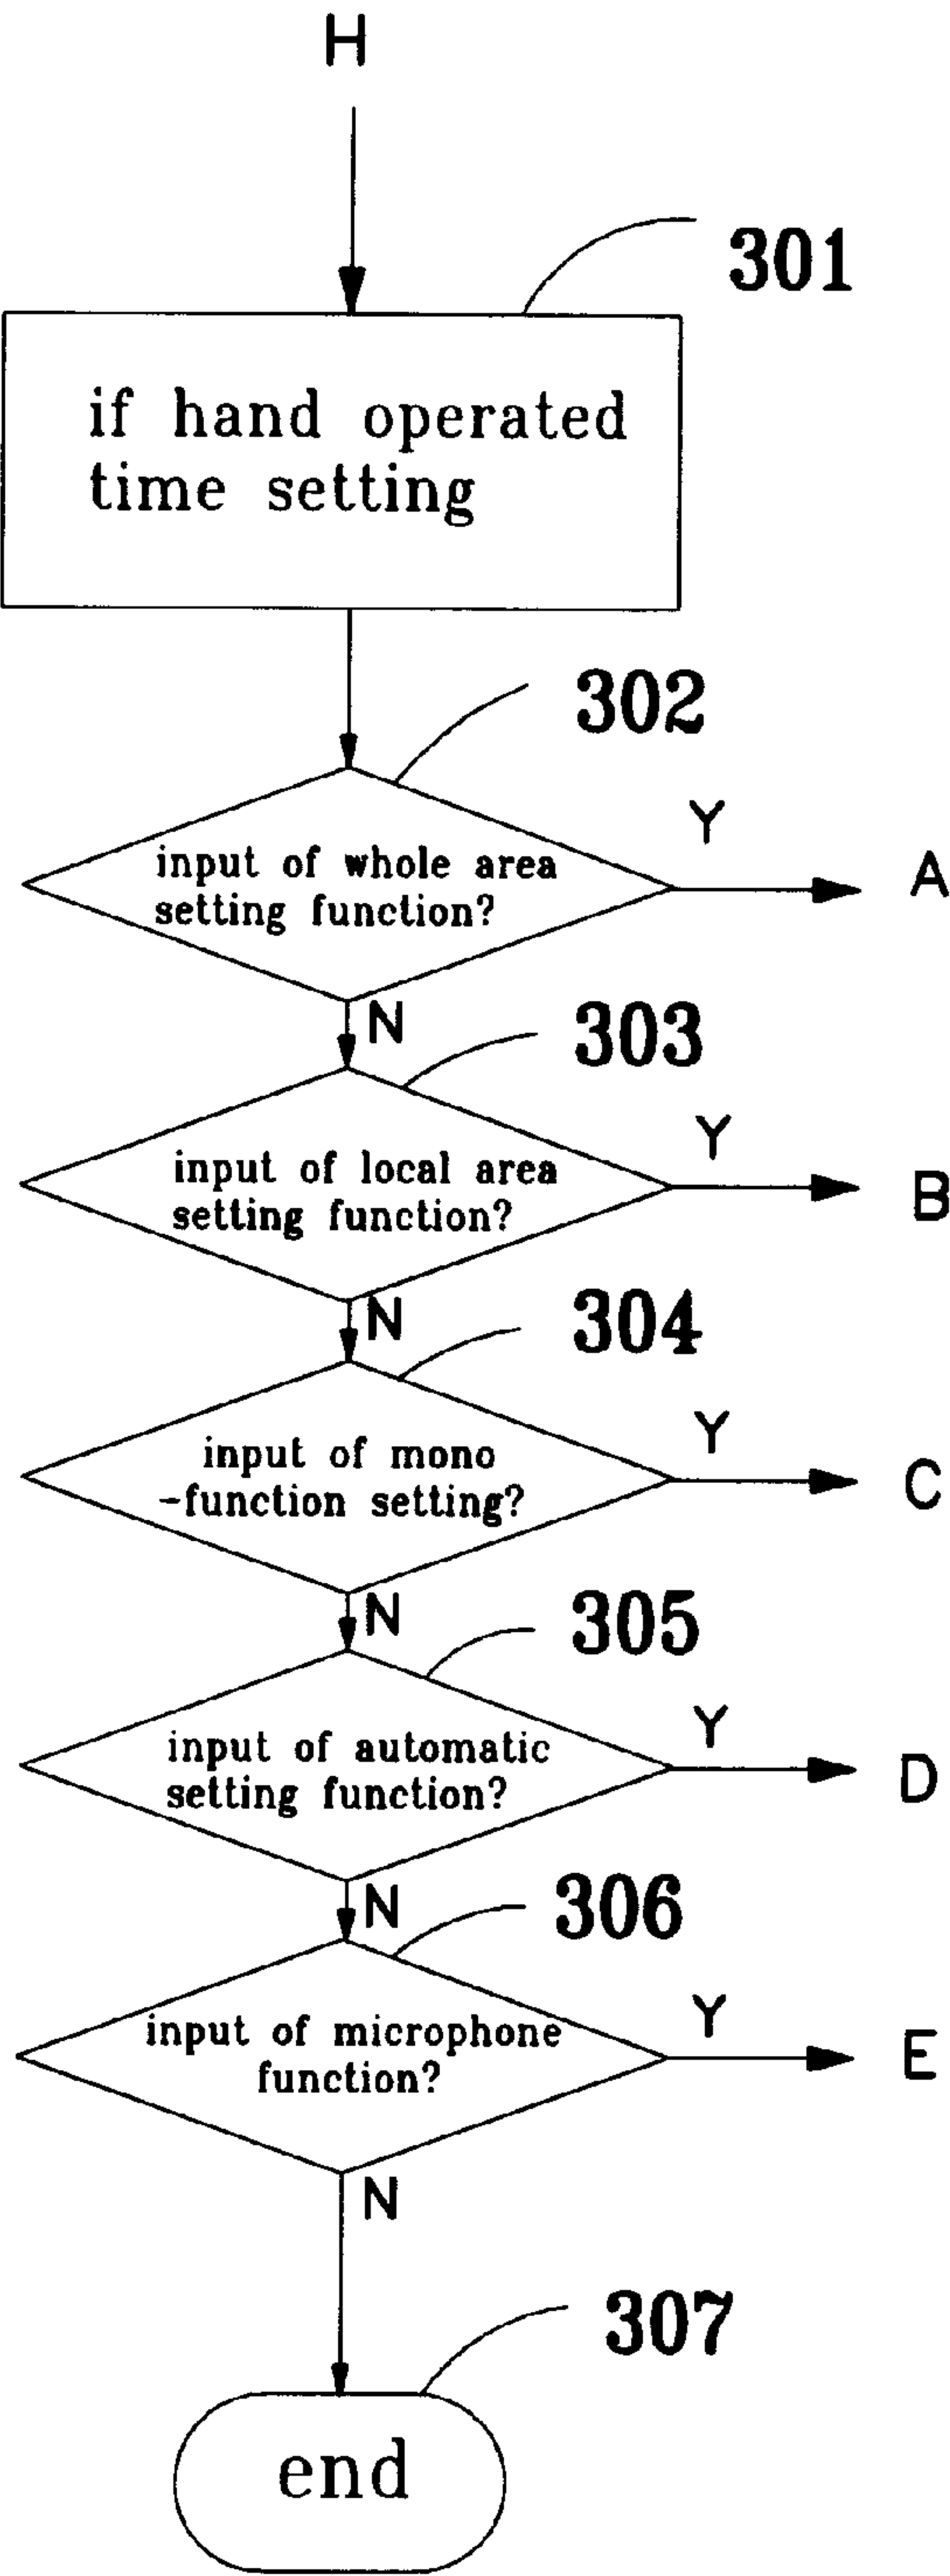 H
301
if hand operated
time setting
302
input of whole area
setting function?
Y
A
N
303
input of local area
setting function?
Y
B
N
304
input of mono
-function setting?
Y
C
N
305
input of automatic
setting function?
Y
D
N
306
input of microphone
function?
Y
E
N
307
end